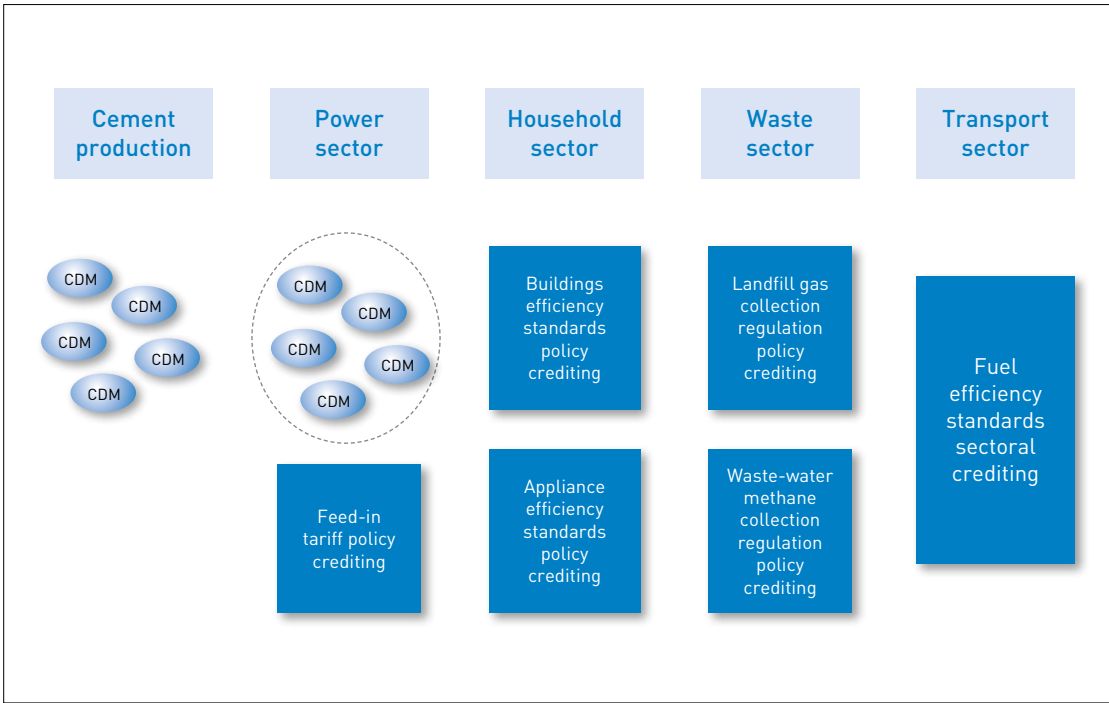 Cement
production
Power
sector
Household
sector
Waste
sector
Transport
sector
CDM
CDM
CDM
CDM
CDM
CDM
CDM
CDM
CDM
CDM
Feed-in
tariff policy
crediting
Buildings
efficiency
standards
policy
crediting
Appliance
efficiency
standards
policy
crediting
Landfill gas
collection
regulation
policy
crediting
Waste-water
methane
collection
regulation
policy
crediting
Fuel
efficiency
standards
sectoral
crediting